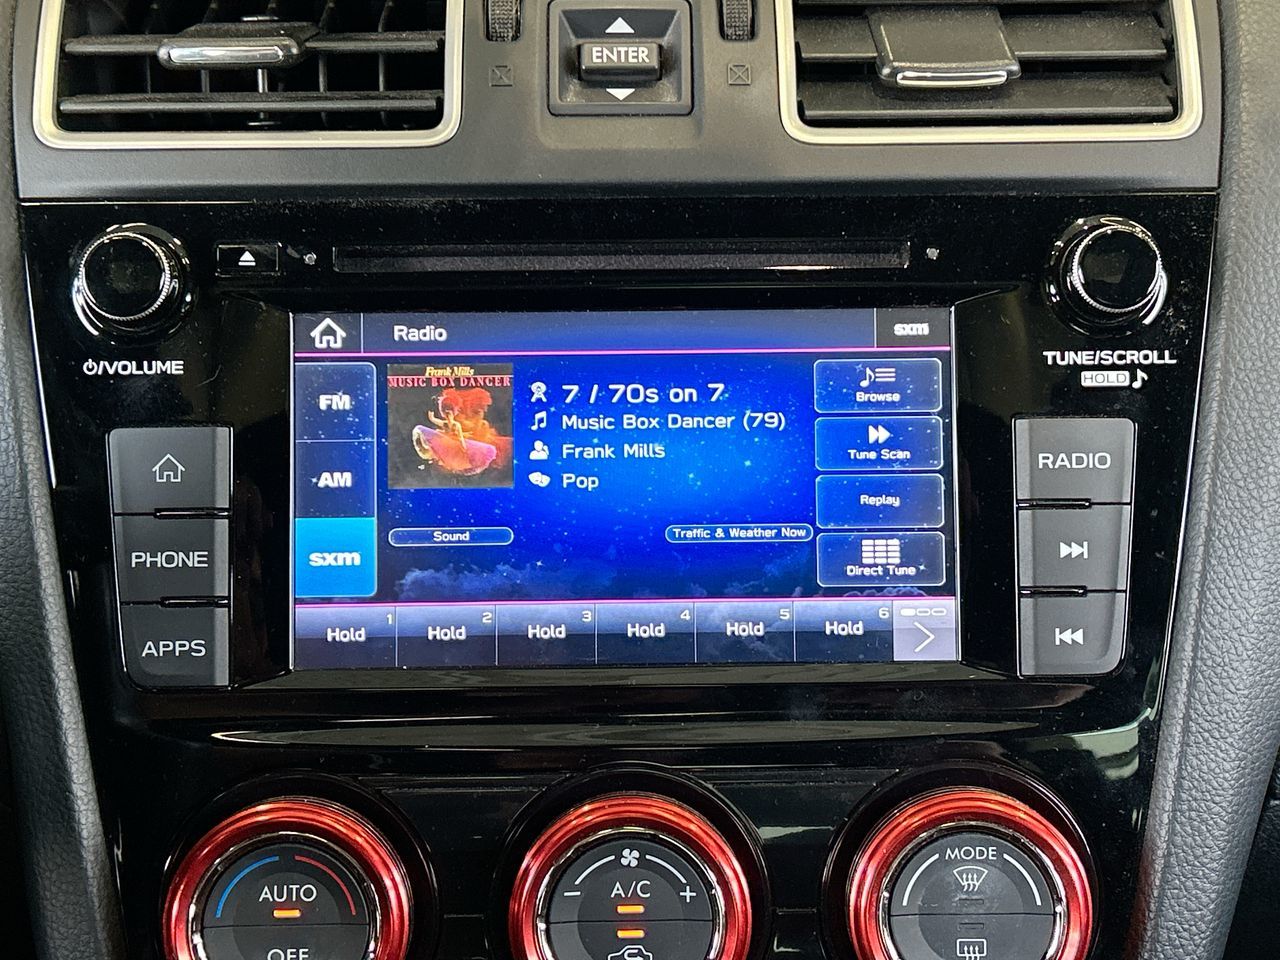 ENTER
⏻/VOLUME
TUNE/SCROLL
HOLD
PHONE
APPS
RADIO
Radio
sxm
FM
AM
sxm
Frank Mills
MUSIC BOX DANCER
7 / 70s on 7
Music Box Dancer (79)
Frank Mills
Pop
Sound
Traffic & Weather Now
Browse
Tune Scan
Replay
Direct Tune
1 Hold
2 Hold
3 Hold
4 Hold
5 Hold
6 Hold
AUTO
OFF
A/C
MODE